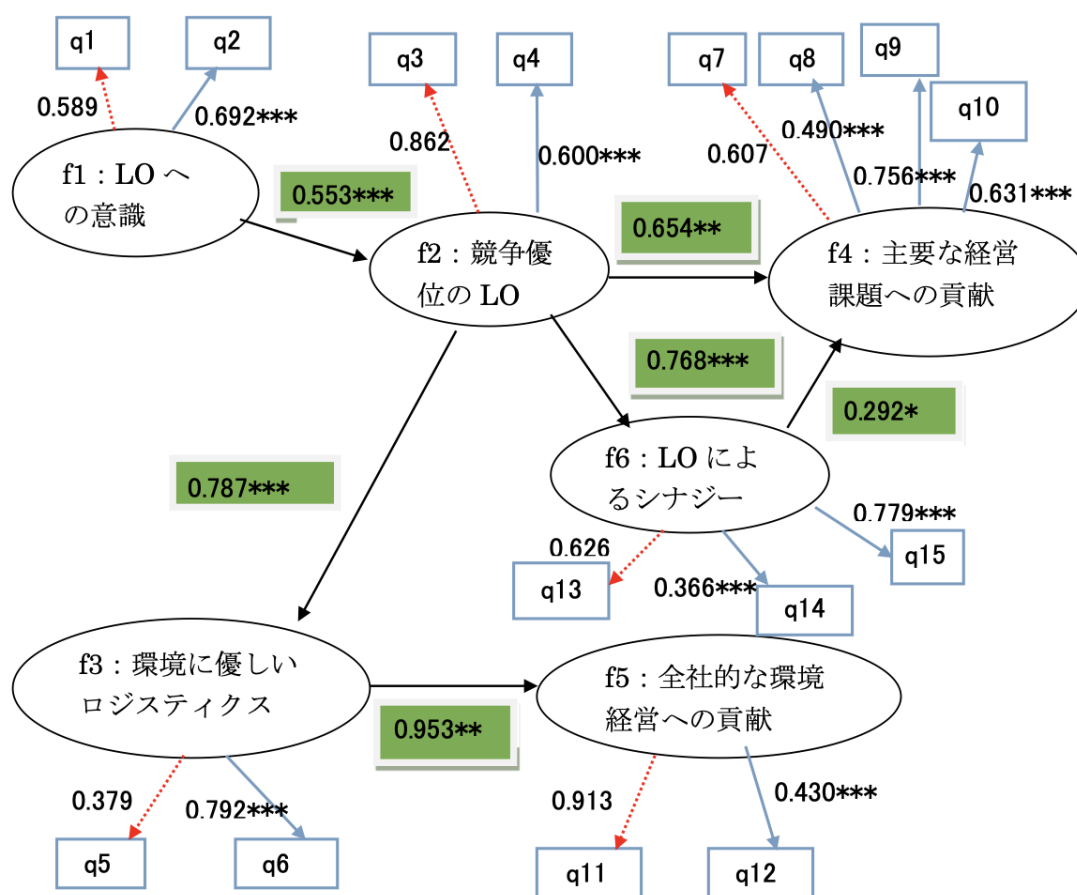 q1
q2
q3
q4
q7
q8
q9
q10
0.589
0.692***
0.862
0.600***
0.607
0.490***
0.756***
0.631***
f1：LO へ
の意識
0.553***
f2：競争優
位の LO
0.654**
f4：主要な経営
課題への貢献
0.768***
0.292*
0.787***
f6：LO によ
るシナジー
0.626
0.366***
0.779***
q13
q14
q15
f3：環境に優しい
ロジスティクス
0.953**
f5：全社的な環境
経営への貢献
0.379
0.792***
0.913
0.430***
q5
q6
q11
q12